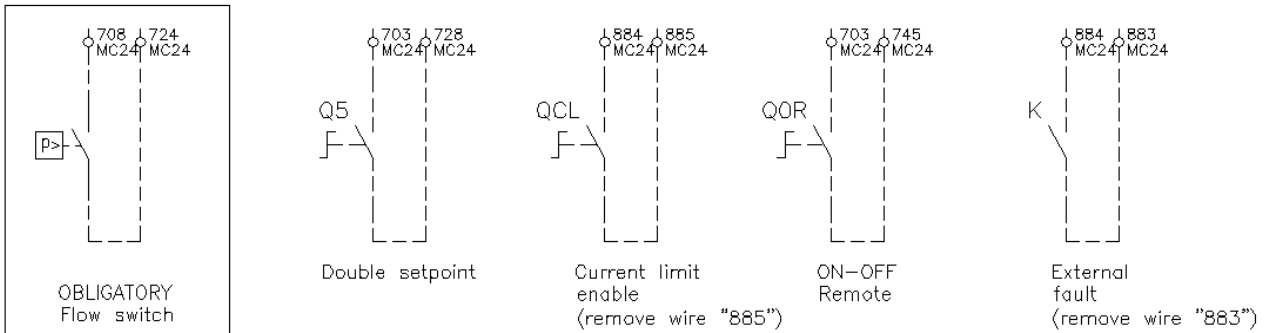 708 724 703 728 884 885 703 745 884 883
MC24 MC24 MC24 MC24 MC24 MC24 MC24 MC24 MC24 MC24
Q5 QCL QOR K
P>
Double setpoint
Current limit
enable
(remove wire "885")
ON-OFF
Remote
External
fault
(remove wire "883")
OBLIGATORY
Flow switch